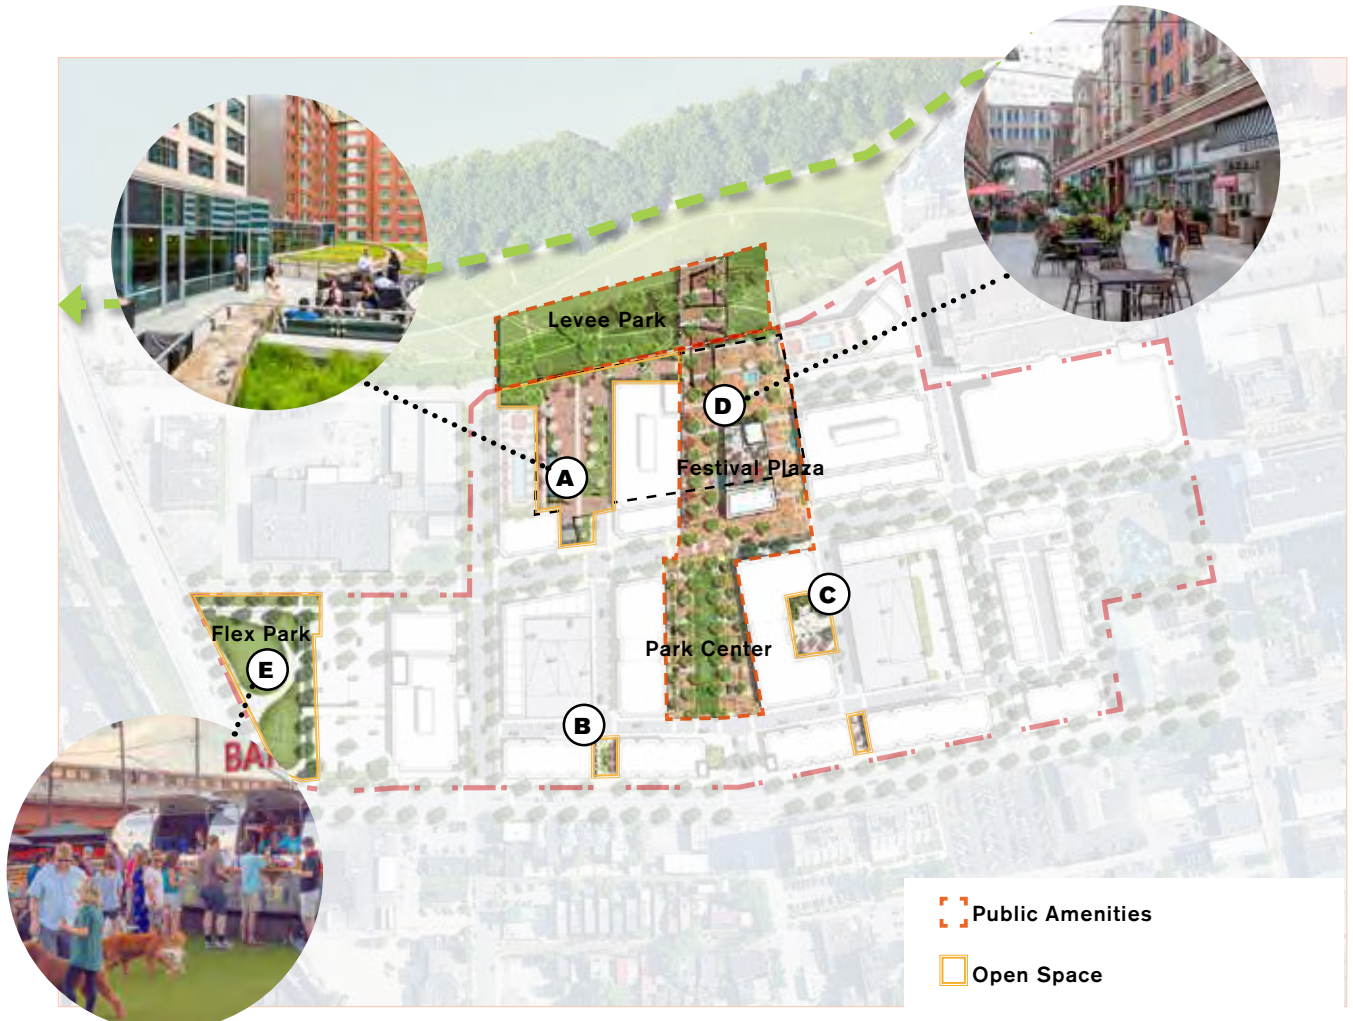 Levee Park
D
Festival Plaza
A
C
Flex Park
Park Center
E
B
Public Amenities
Open Space